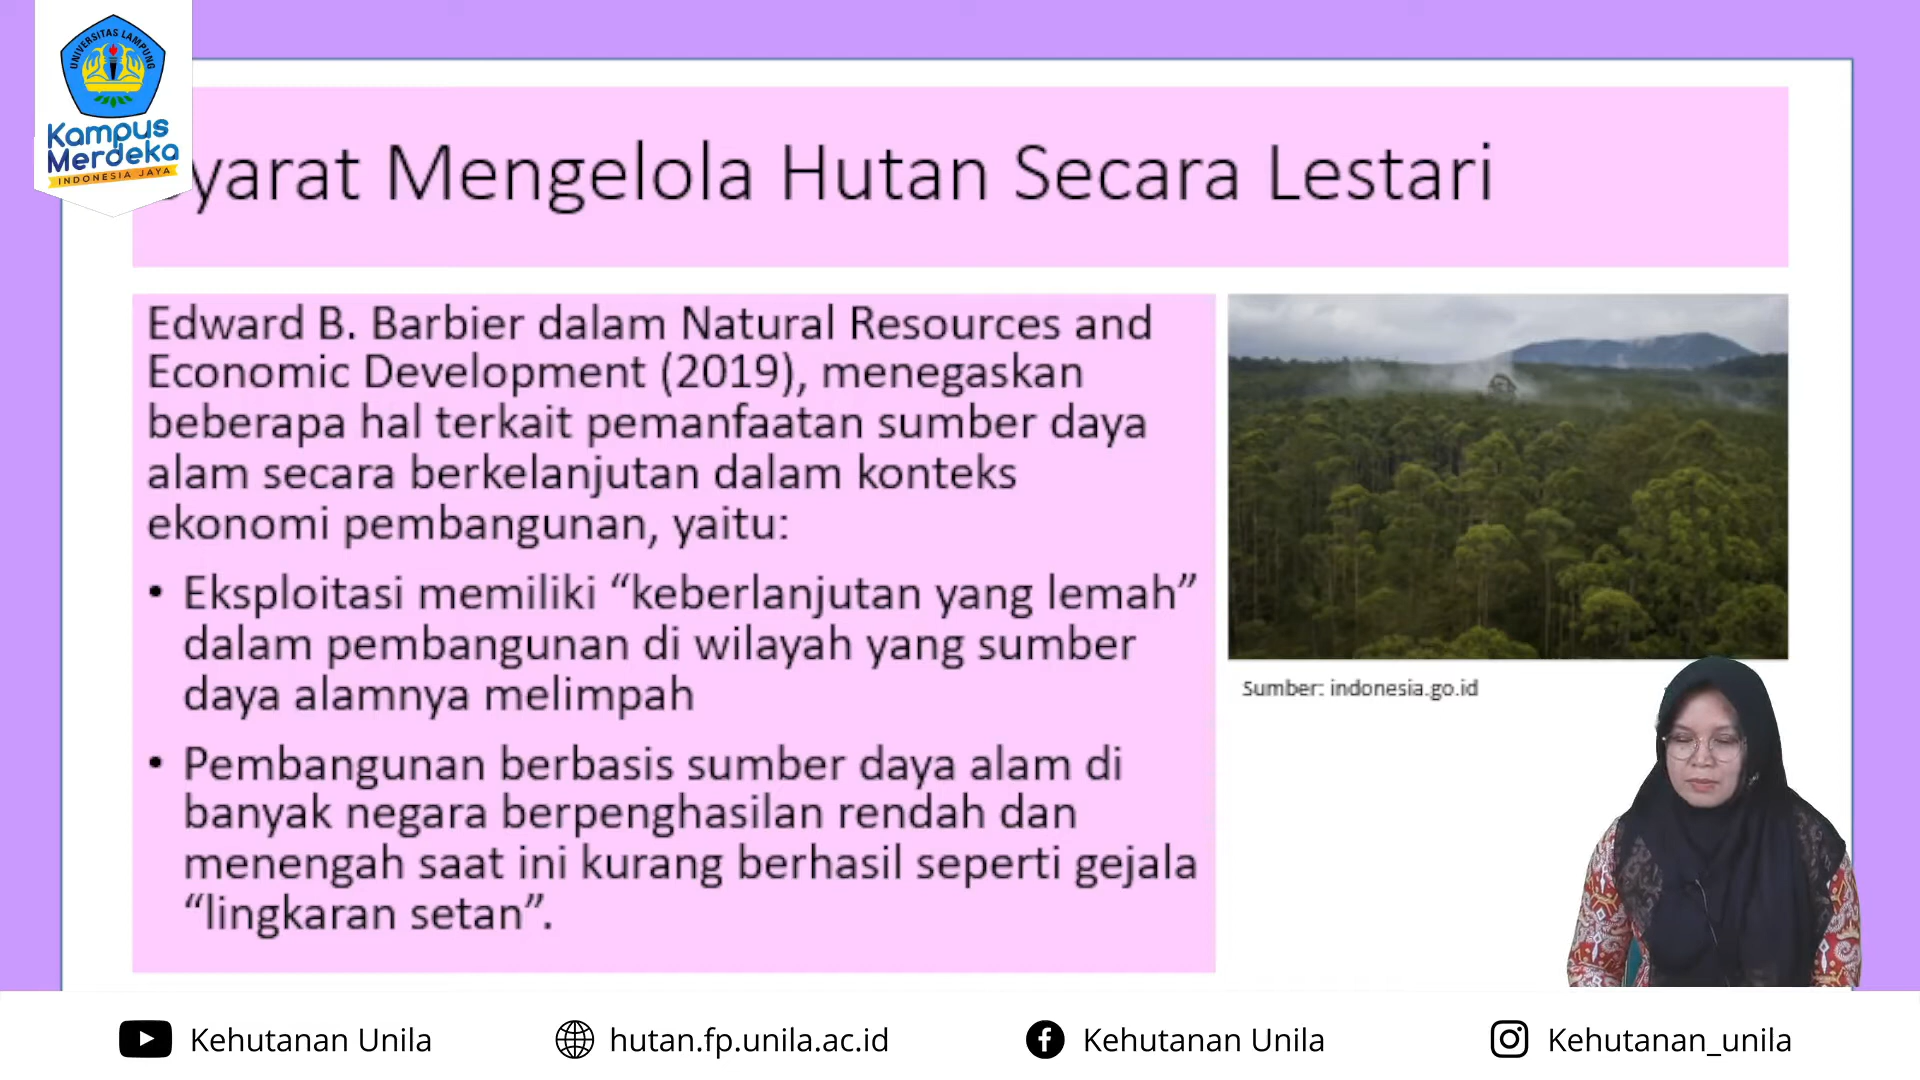 UNIVERSITAS LAMPUNG
Kampus
Merdeka
INDONESIA JAYA
Syarat Mengelola Hutan Secara Lestari
Edward B. Barbier dalam Natural Resources and
Economic Development (2019), menegaskan
beberapa hal terkait pemanfaatan sumber daya
alam secara berkelanjutan dalam konteks
ekonomi pembangunan, yaitu:
• Eksploitasi memiliki “keberlanjutan yang lemah”
dalam pembangunan di wilayah yang sumber
daya alamnya melimpah
• Pembangunan berbasis sumber daya alam di
banyak negara berpenghasilan rendah dan
menengah saat ini kurang berhasil seperti gejala
“lingkaran setan”.
Sumber: indonesia.go.id
Kehutanan Unila
hutan.fp.unila.ac.id
Kehutanan Unila
Kehutanan_unila